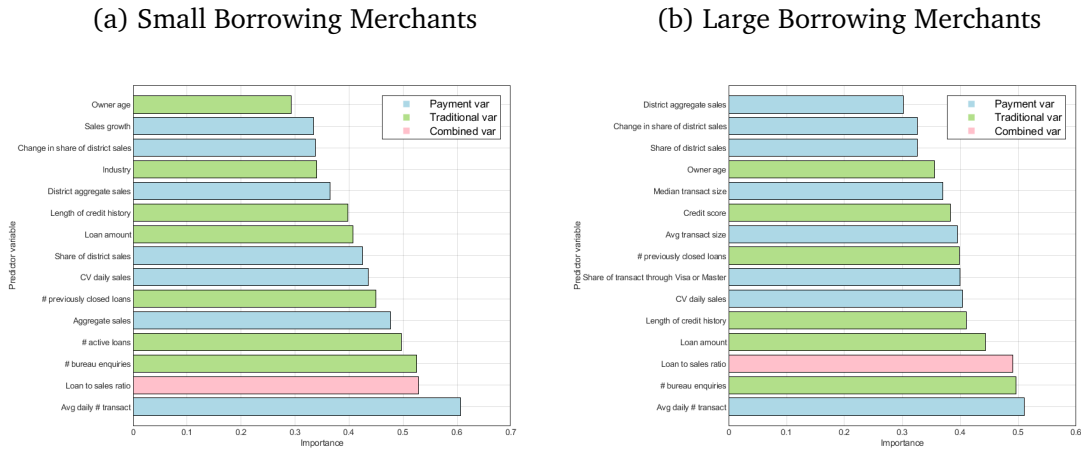 (a) Small Borrowing Merchants
Predictor variable
Owner age
Sales growth
Change in share of district sales
Industry
District aggregate sales
Length of credit history
Loan amount
Share of district sales
CV daily sales
# previously closed loans
Aggregate sales
# active loans
# bureau enquiries
Loan to sales ratio
Avg daily # transact
Payment var
Traditional var
Combined var
0 0.1 0.2 0.3 0.4 0.5 0.6 0.7
Importance
(b) Large Borrowing Merchants
Predictor variable
District aggregate sales
Change in share of district sales
Share of district sales
Owner age
Median transact size
Credit score
Avg transact size
# previously closed loans
Share of transact through Visa or Master
CV daily sales
Length of credit history
Loan amount
Loan to sales ratio
# bureau enquiries
Avg daily # transact
Payment var
Traditional var
Combined var
0 0.1 0.2 0.3 0.4 0.5 0.6
Importance